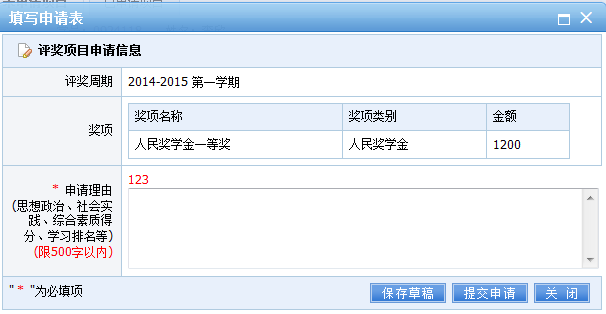 填写申请表
评奖项目申请信息
评奖周期 2014-2015 第一学期
奖项 奖项名称 奖项类别 金额
人民奖学金一等奖 人民奖学金 1200
* 申请理由
（思想政治、社会实
践、综合素质得
分、学习排名等）
（限500字以内）
123
" * "为必填项 保存草稿 提交申请 关 闭